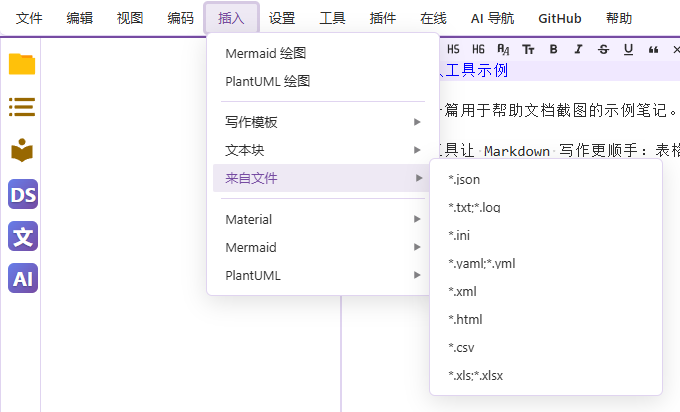 文件 编辑 视图 编码 插入 设置 工具 插件 在线 AI 导航 GitHub 帮助
H5 H6 Tt B I S U
Mermaid 绘图
PlantUML 绘图
写作模板
文本块
来自文件
Material
Mermaid
PlantUML
*.json
*.txt;*.log
*.ini
*.yaml;*.yml
*.xml
*.html
*.csv
*.xls;*.xlsx
工具示例
篇用于帮助文档截图的示例笔记。
具让 Markdown 写作更顺手：表格
DS
文
AI